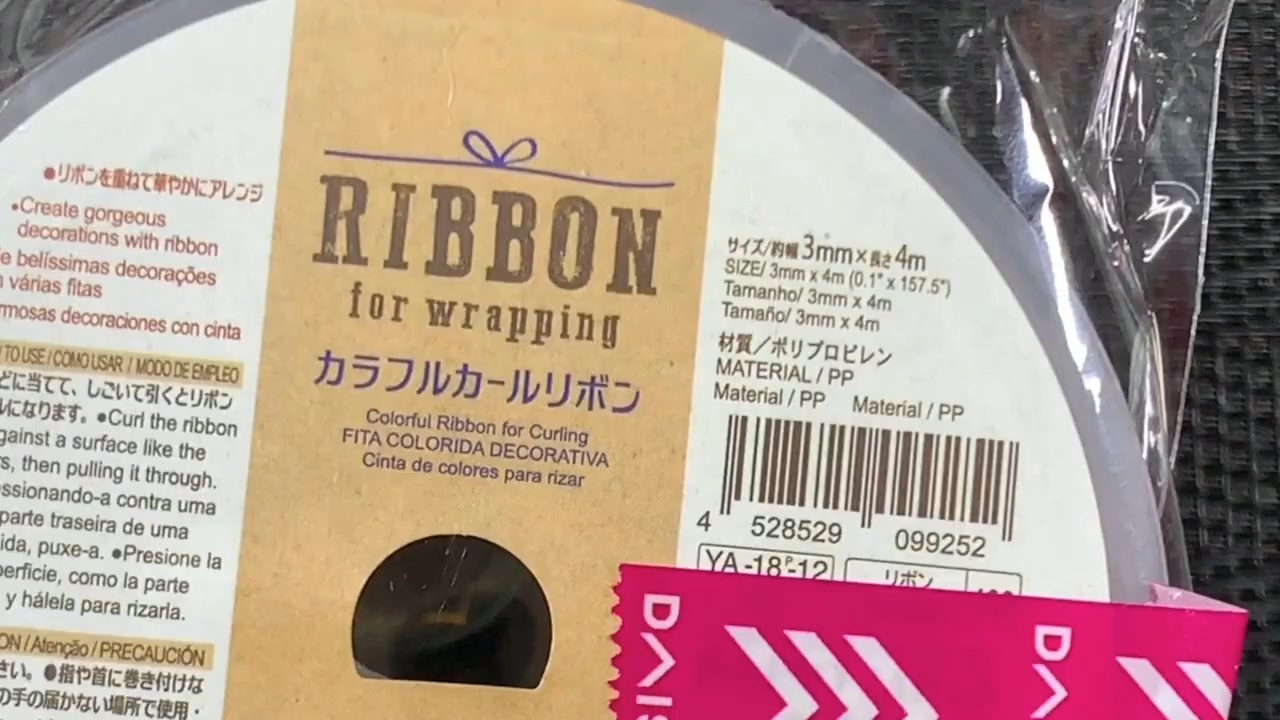 ●リボンを重ねて華やかにアレンジ
•Create gorgeous
decorations with ribbon
belíssimas decorações
várias fitas
decoraciones con cinta
TO USE / COMO USAR / MODO DE EMPLEO
に当てて、しごいて引くとリボン
になります。●Curl the ribbon
against a surface like the
then pulling it through.
contra uma
parte traseira de uma
puxe-a. ●Presione la
como la parte
y hálela para rizarla.
/ Atenção / PRECAUCIÓN
さい。●指や首に巻き付けな
の手の届かない場所で使用・
RIBBON
for wrapping
カラフルカールリボン
Colorful Ribbon for Curling
FITA COLORIDA DECORATIVA
Cinta de colores para rizar
サイズ/約幅3mm×長さ4m
SIZE/ 3mm x 4m (0.1" x 157.5")
Tamanho/ 3mm x 4m
Tamaño/ 3mm x 4m
材質／ポリプロピレン
MATERIAL / PP
Material / PP Material / PP
4 528529 099252
YA-18-P-12 リボン